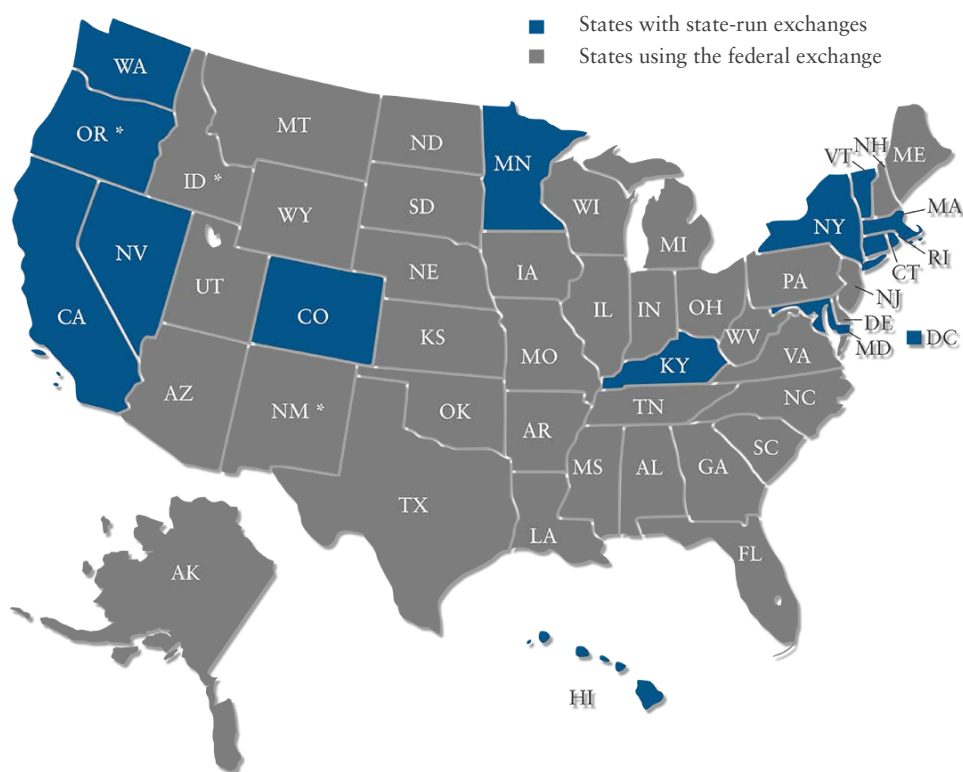 States with state-run exchanges
States using the federal exchange
WA
OR *
MT
ID *
ND
MN
SD
WY
WI
MI
VT
NH
ME
NY
MA
RI
CT
NV
UT
NE
IA
PA
NJ
CA
CO
KS
IL
IN
OH
WV
DE
MD
DC
MO
KY
VA
AZ
NM *
OK
AR
TN
NC
SC
MS
AL
GA
TX
LA
FL
AK
HI